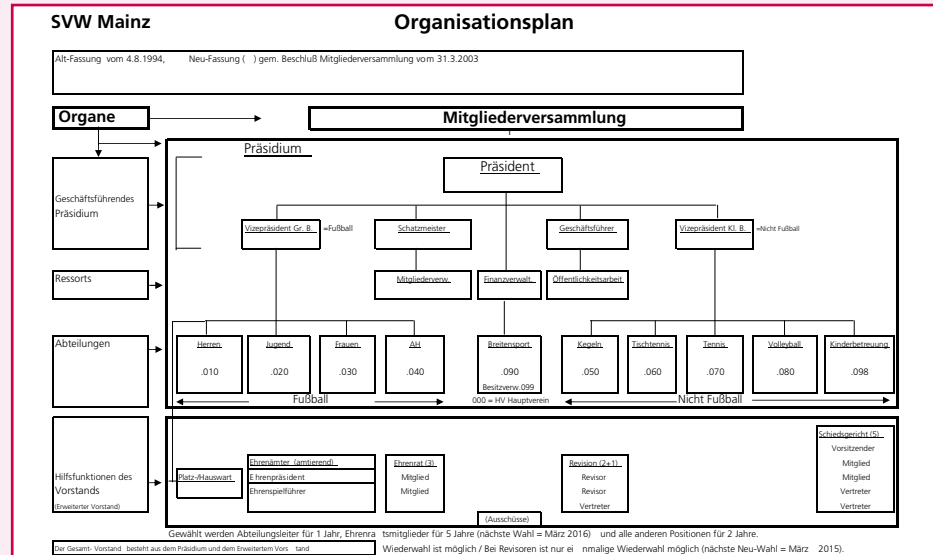 SVW Mainz Organisationsplan
Alt-Fassung vom 4.8.1994, Neu-Fassung ( ) gem. Beschluß Mitgliederversammlung vom 31.3.2003
Organe Mitgliederversammlung
Präsidium
Präsident
Geschäftsführendes
Präsidium
Vizepräsident Gr. B. =Fußball Schatzmeister Geschäftsführer Vizepräsident Kl. B. =Nicht Fußball
Ressorts Mitgliederverw. Finanzverwalt. Öffentlichkeitsarbeit
Abteilungen Herren Jugend Frauen AH Breitensport Kegeln Tischtennis Tennis Volleyball Kinderbetreuung
.010 .020 .030 .040 .090 .050 .060 .070 .080 .098
Besitzverw.099
Fußball 000 = HV Hauptverein Nicht Fußball
Hilfsfunktionen des
Vorstands
(Erweiterter Vorstand)
Platz-/Hauswart
Ehrenämter (amtierend)
Ehrenpräsident
Ehrenspielführer
Ehrenrat (3)
Mitglied
Mitglied
Revision (2+1)
Revisor
Revisor
Vertreter
Schiedsgericht (5)
Vorsitzender
Mitglied
Mitglied
Vertreter
Vertreter
(Ausschüsse)
Gewählt werden Abteilungsleiter für 1 Jahr, Ehrenra tsmitglieder für 5 Jahre (nächste Wahl = März 2016) und alle anderen Positionen für 2 Jahre.
Der Gesamt- Vorstand besteht aus dem Präsidium und dem Erweitertem Vors tand Wiederwahl ist möglich / Bei Revisoren ist nur ei nmalige Wiederwahl möglich (nächste Neu-Wahl = März 2015).